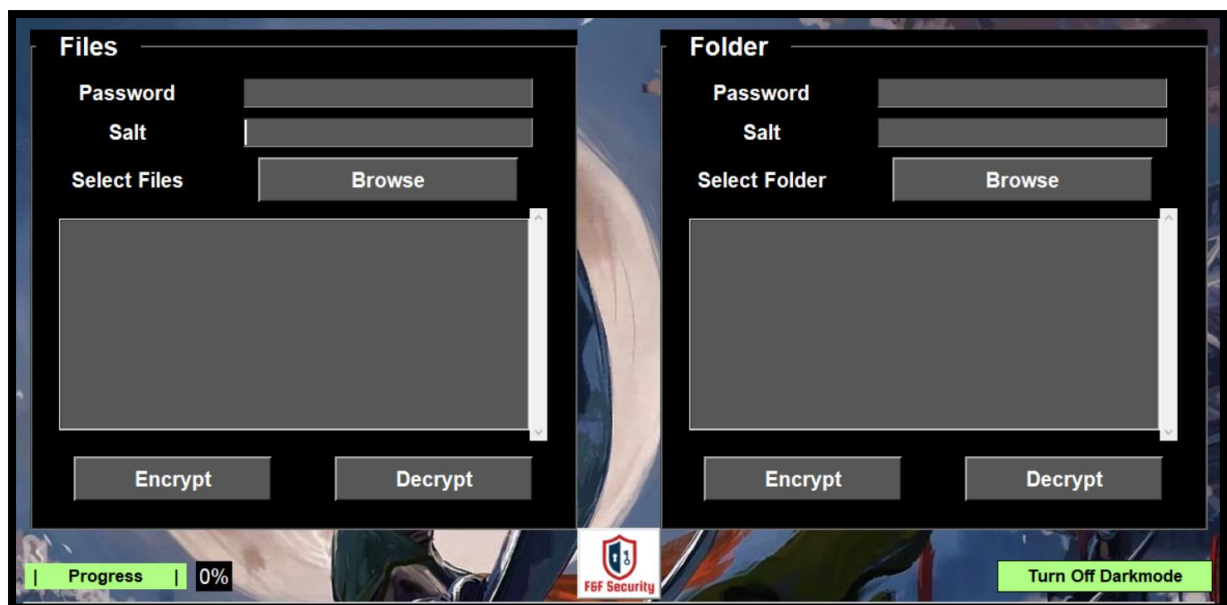 Files
Password
Salt
Select Files
Browse
Encrypt
Decrypt
Folder
Password
Salt
Select Folder
Browse
Encrypt
Decrypt
| Progress | 0%
F&F Security
Turn Off Darkmode